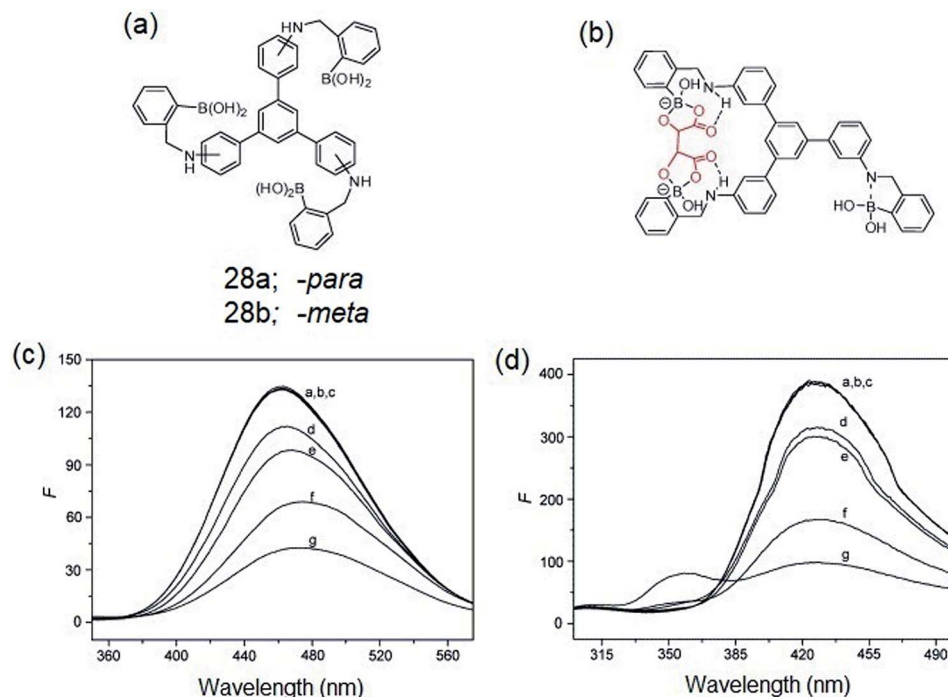 (a)
HN
B(OH)2
B(OH)2
N
H
(HO)2B
NH
28a; -para
28b; -meta
(b)
OH
N
⊖
B
O
H
O
O
O
O
O
H
O
⊖
B
OH
N
N
B
HO
OH
(c)
150
120
90
60
30
0
F
a,b,c
d
e
f
g
360 400 440 480 520 560
Wavelength (nm)
(d)
400
300
200
100
0
F
a,b,c
d
e
f
g
315 350 385 420 455 490
Wavelength (nm)